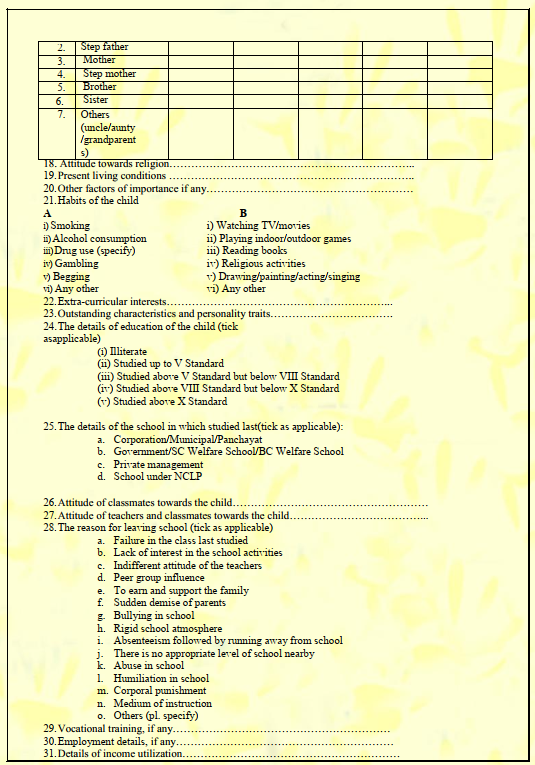 2. Step father
3. Mother
4. Step mother
5. Brother
6. Sister
7. Others
(uncle/aunty
/grandparent
s)
18. Attitude towards religion…………………………………………………………..
19.Present living conditions …………………………………………………………..
20.Other factors of importance if any…………………………………………………
21.Habits of the child
A B
i) Smoking i) Watching TV/movies
ii) Alcohol consumption ii) Playing indoor/outdoor games
iii) Drug use (specify) iii) Reading books
iv) Gambling iv) Religious activities
v) Begging v) Drawing/painting/acting/singing
vi) Any other vi) Any other
22.Extra-curricular interests……………………………………………………...
23.Outstanding characteristics and personality traits…………………………….
24.The details of education of the child (tick
asapplicable)
(i) Illiterate
(ii) Studied up to V Standard
(iii) Studied above V Standard but below VIII Standard
(iv) Studied above VIII Standard but below X Standard
(v) Studied above X Standard
25.The details of the school in which studied last(tick as applicable):
a. Corporation/Municipal/Panchayat
b. Government/SC Welfare School/BC Welfare School
c. Private management
d. School under NCLP
26.Attitude of classmates towards the child………………………………………………
27.Attitude of teachers and classmates towards the child………………………………...
28.The reason for leaving school (tick as applicable)
a. Failure in the class last studied
b. Lack of interest in the school activities
c. Indifferent attitude of the teachers
d. Peer group influence
e. To earn and support the family
f. Sudden demise of parents
g. Bullying in school
h. Rigid school atmosphere
i. Absenteeism followed by running away from school
j. There is no appropriate level of school nearby
k. Abuse in school
l. Humiliation in school
m. Corporal punishment
n. Medium of instruction
o. Others (pl. specify)
29.Vocational training, if any……………………………………………………
30.Employment details, if any……………………………………………………
31.Details of income utilization……………………………………………………